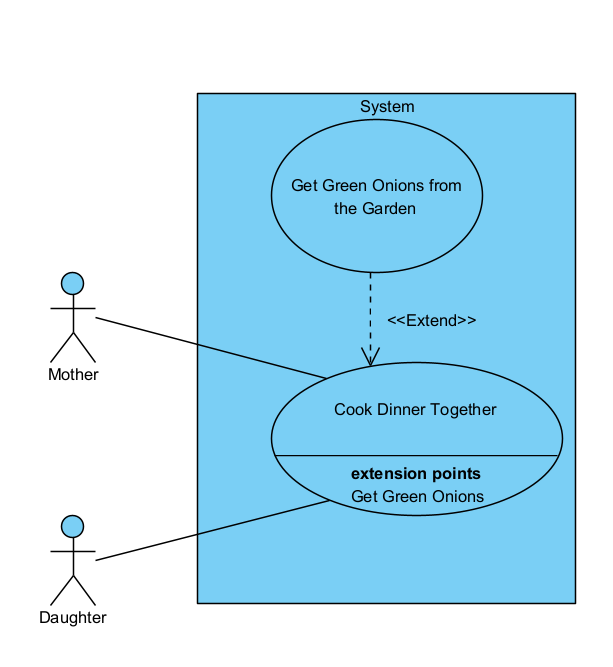 System
Get Green Onions from
the Garden
<<Extend>>
Mother
Cook Dinner Together
extension points
Get Green Onions
Daughter